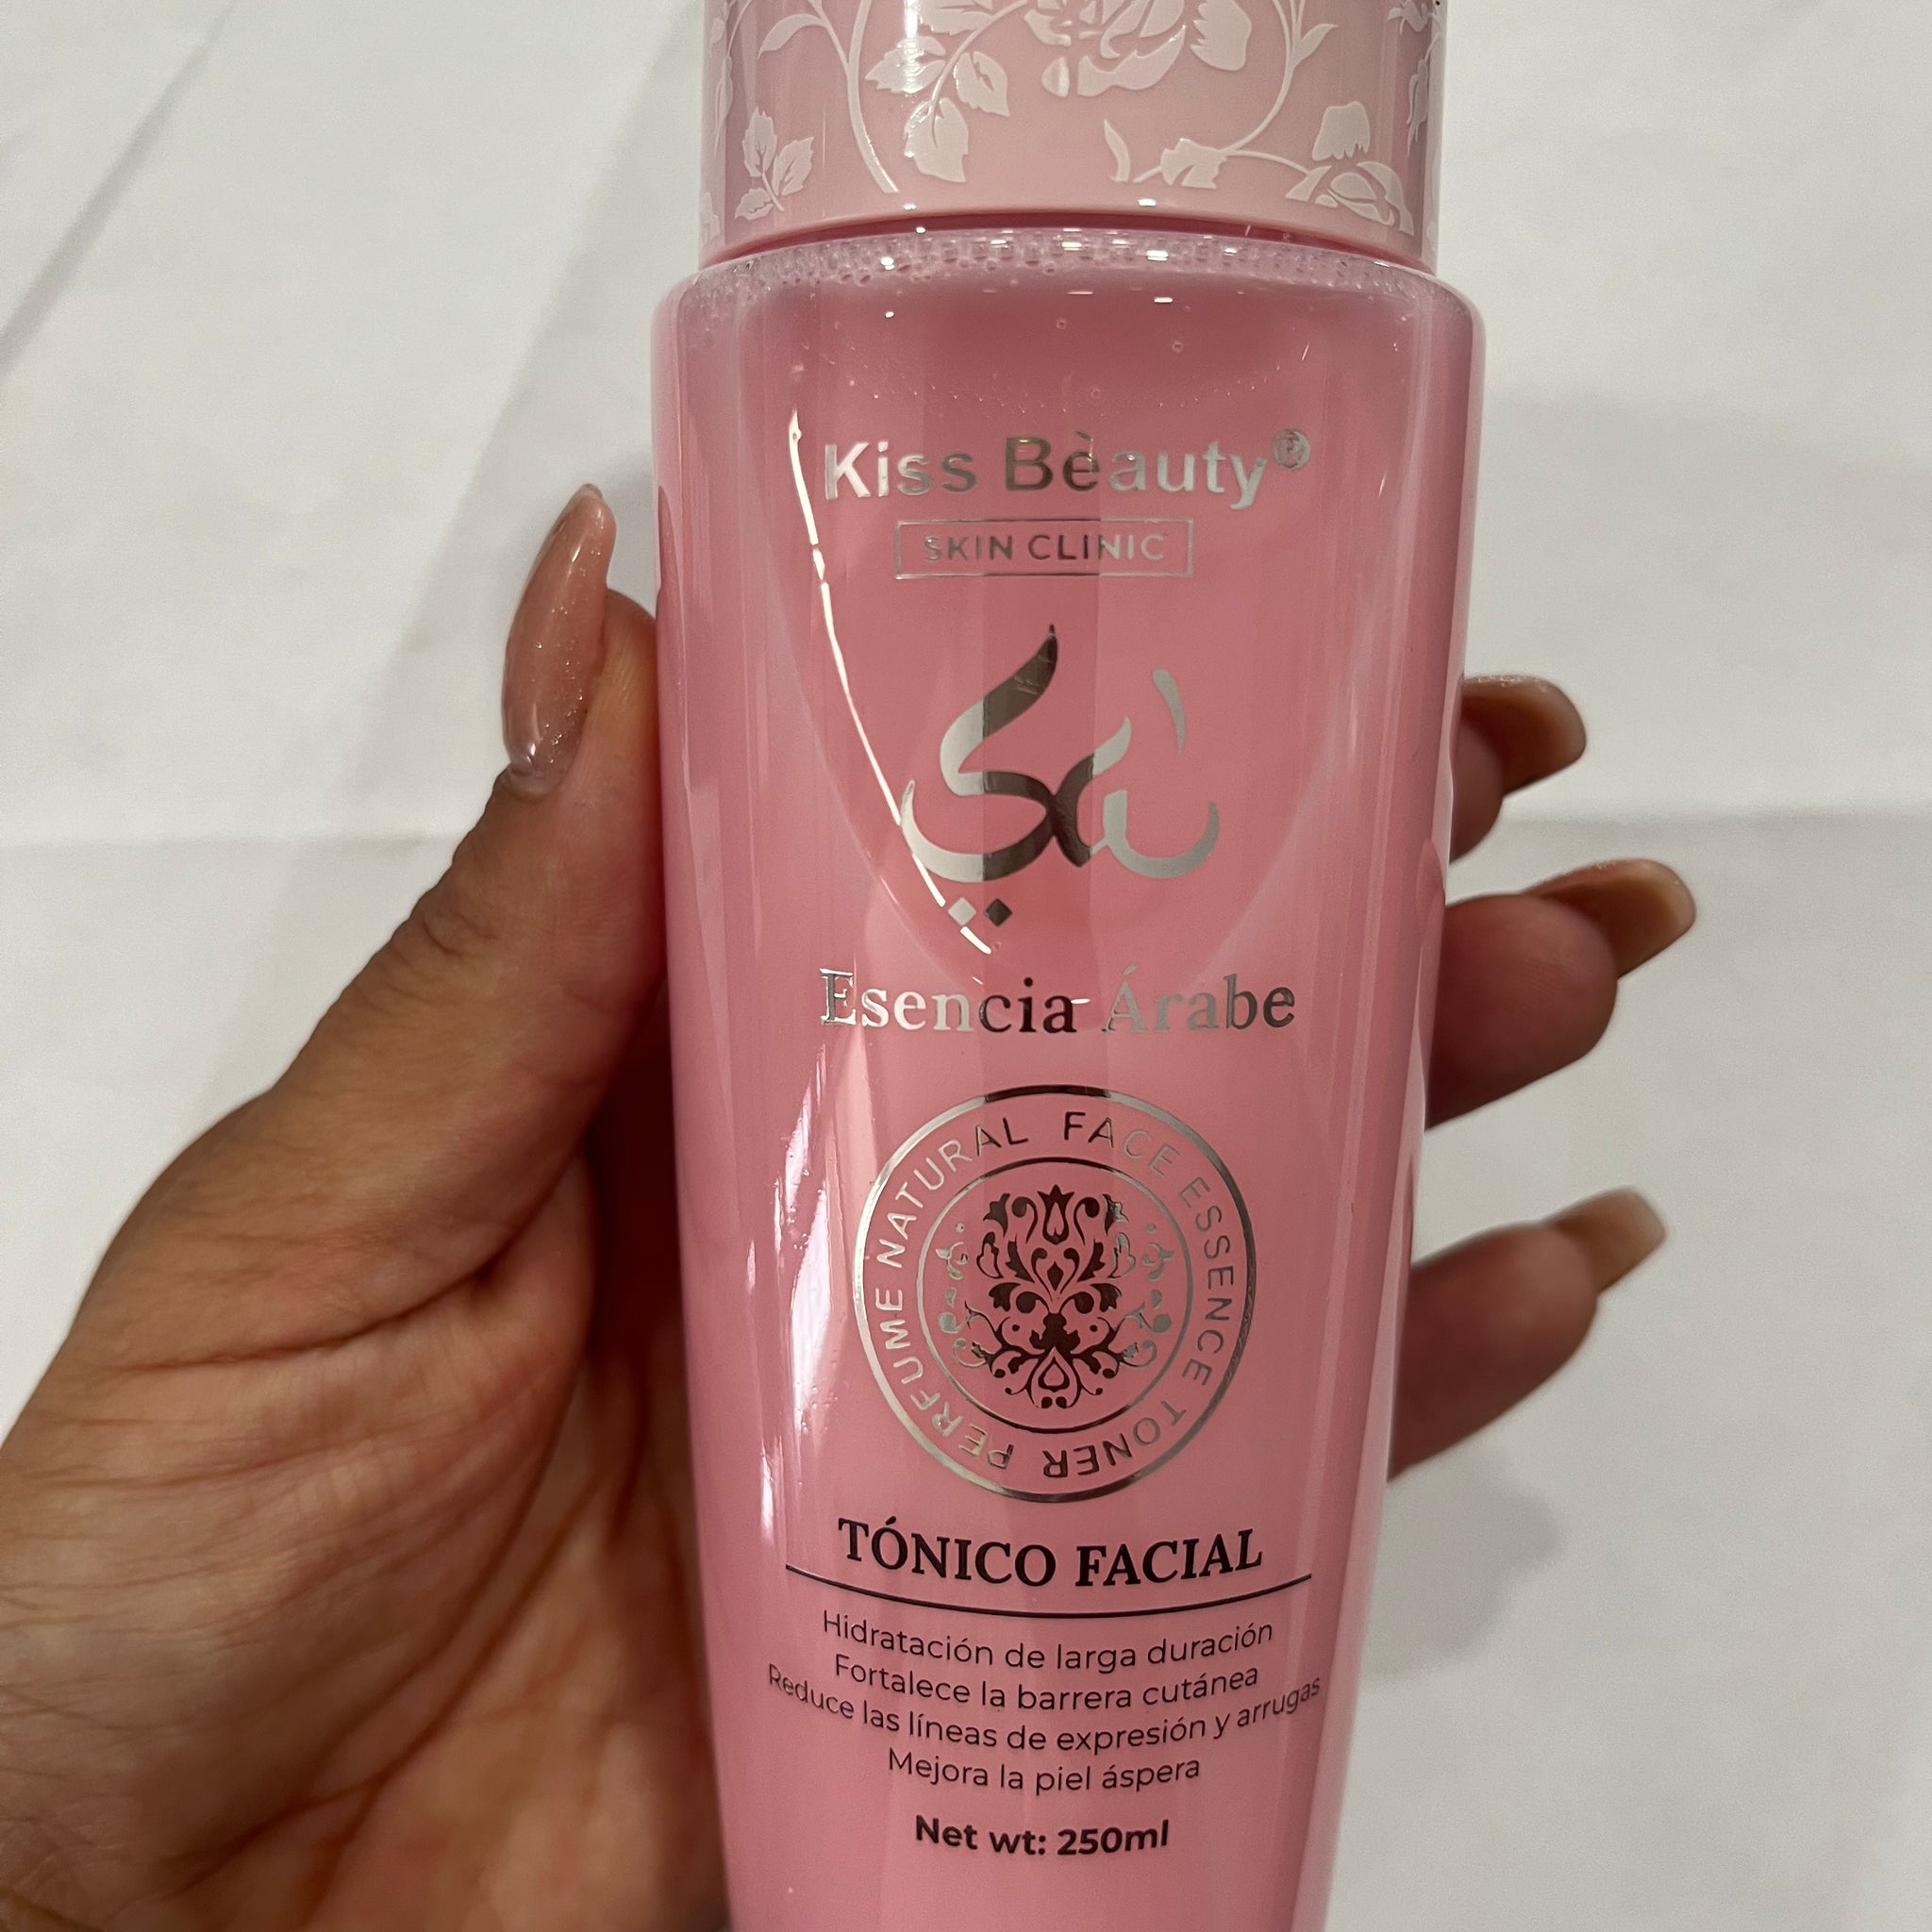 Kiss Bèauty®
SKIN CLINIC
Esencia Árabe
PERFUME NATURAL FACE ESSENCE TONER
TÓNICO FACIAL
Hidratación de larga duración
Fortalece la barrera cutánea
Reduce las líneas de expresión y arrugas
Mejora la piel áspera
Net wt: 250ml